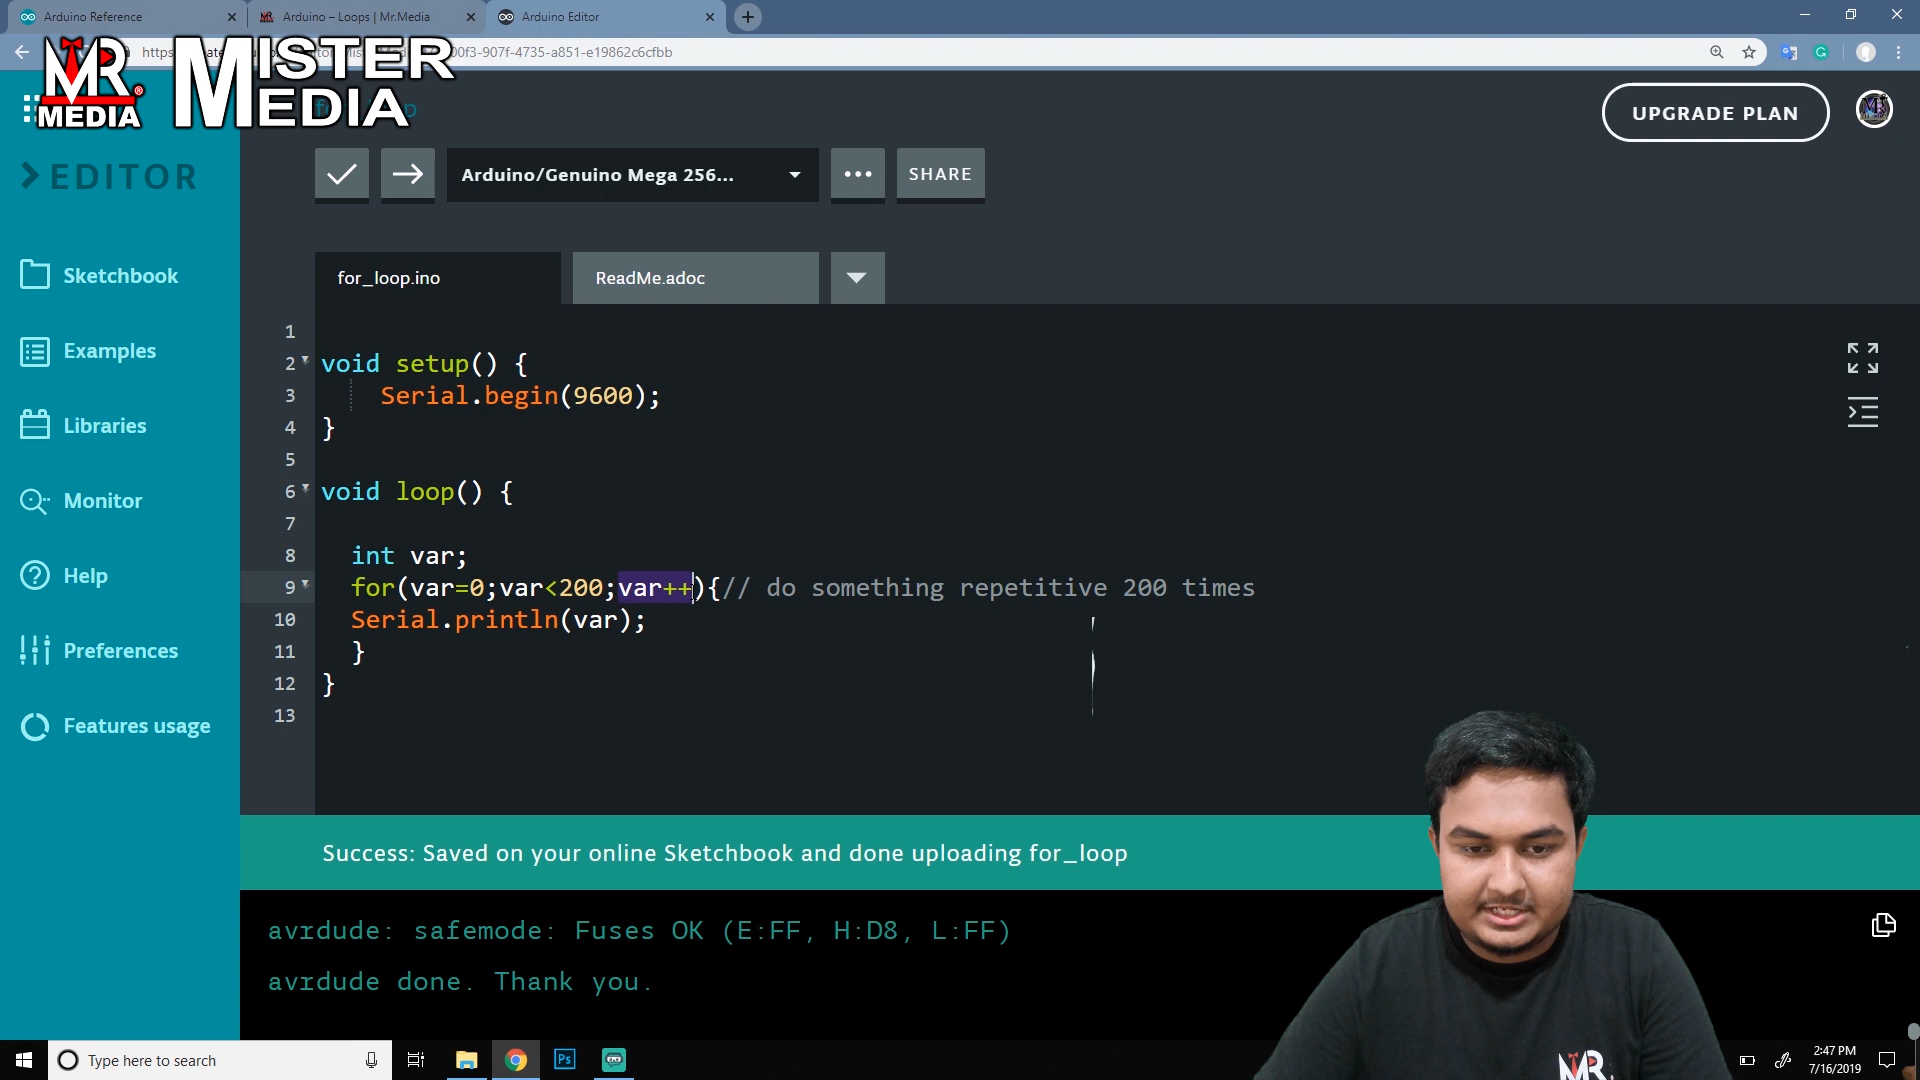 Arduino Reference
Arduino – Loops | Mr.Media
Arduino Editor
https
00f3-907f-4735-a851-e19862c6cfbb
MR
MEDIA
MISTER
MEDIA
UPGRADE PLAN
EDITOR
Arduino/Genuino Mega 256...
SHARE
Sketchbook
Examples
Libraries
Monitor
Help
Preferences
Features usage
for_loop.ino
ReadMe.adoc
1
2 void setup() {
3 Serial.begin(9600);
4 }
5
6 void loop() {
7
8 int var;
9 for(var=0;var<200;var++){// do something repetitive 200 times
10 Serial.println(var);
11 }
12 }
13
Success: Saved on your online Sketchbook and done uploading for_loop
avrdude: safemode: Fuses OK (E:FF, H:D8, L:FF)
avrdude done. Thank you.
MR
Type here to search
Ps
2:47 PM
7/16/2019